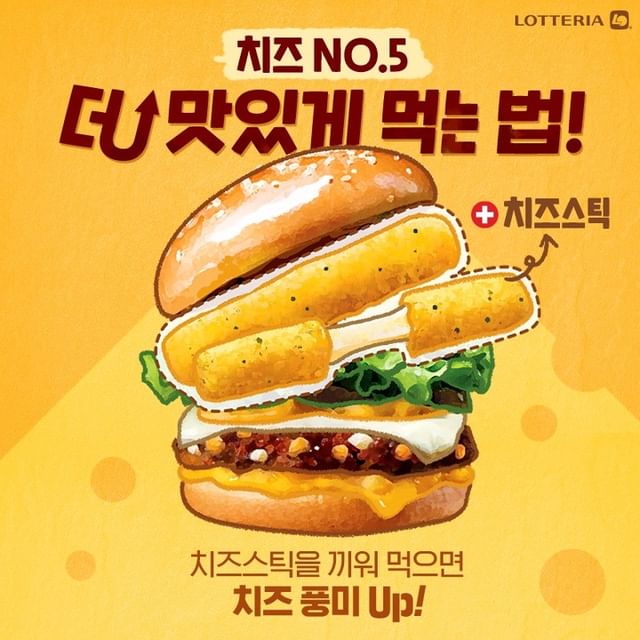 LOTTERIA
치즈 NO.5
더 맛있게 먹는 법!
+ 치즈스틱
치즈스틱을 끼워 먹으면
치즈 풍미 Up!